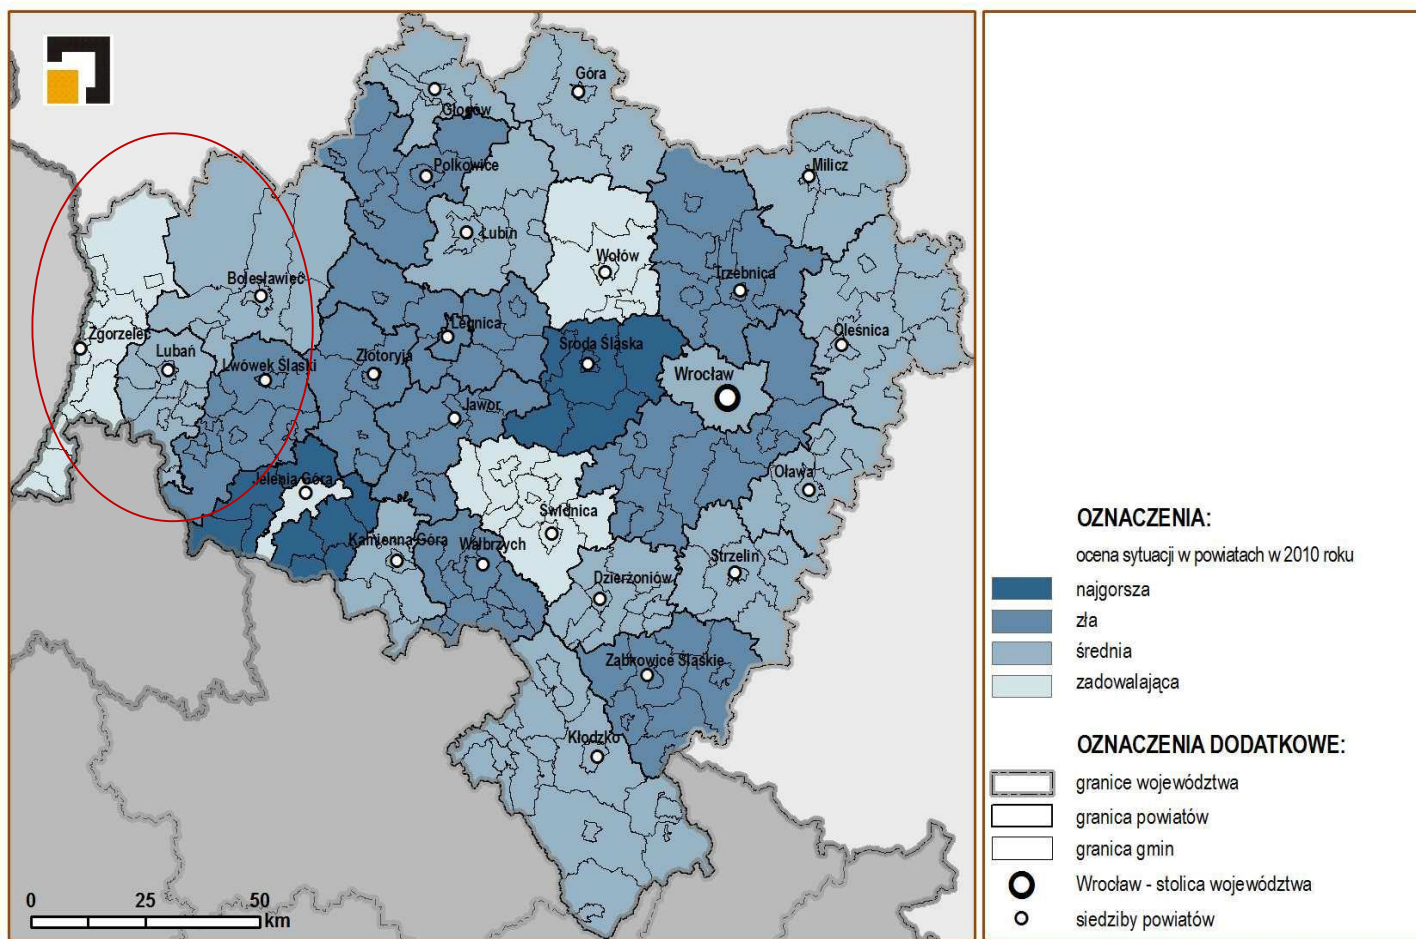 Góra
Głogów
Polkowice
Milicz
Lubin
Wołów
Trzebnica
Bolesławiec
Zgorzelec
Lubań
Lwówek Śląski
Złotoryja
Legnica
Środa Śląska
Wrocław
Oleśnica
Jawor
Jelenia Góra
Oława
Świdnica
Kamienna Góra
Wałbrzych
Dzierżoniów
Strzelin
Ząbkowice Śląskie
Kłodzko
0 25 50
km
OZNACZENIA:
ocena sytuacji w powiatach w 2010 roku
najgorsza
zła
średnia
zadowalająca
OZNACZENIA DODATKOWE:
granice województwa
granica powiatów
granica gmin
Wrocław - stolica województwa
siedziby powiatów